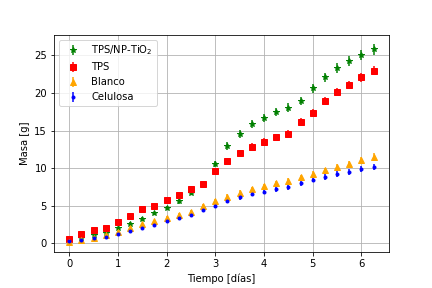 TPS/NP-TiO₂
TPS
Blanco
Celulosa
Masa [g]
25
20
15
10
5
0
0
1
2
3
4
5
6
Tiempo [días]